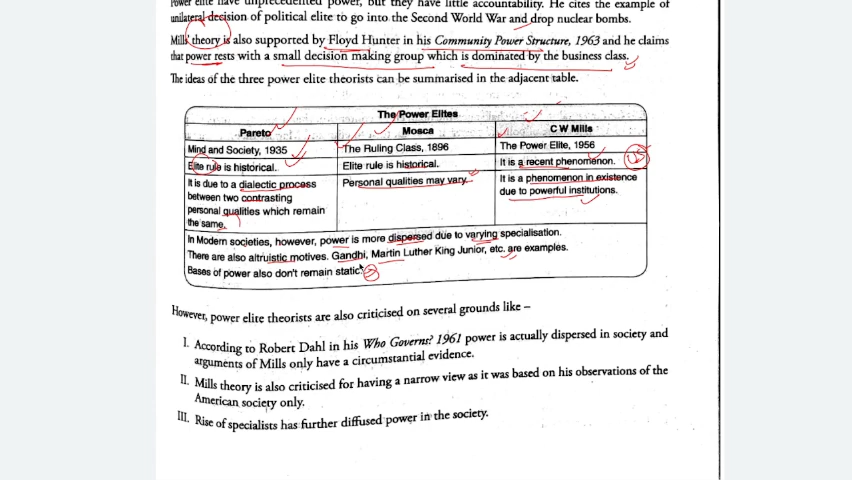 Power elite have unprecedented power, but they have little accountability. He cites the example of
unilateral decision of political elite to go into the Second World War and drop nuclear bombs.
Mills' theory is also supported by Floyd Hunter in his Community Power Structure, 1963 and he claims
that power rests with a small decision making group which is dominated by the business class.
The ideas of the three power elite theorists can be summarised in the adjacent table.
The Power Elites
Pareto Mosca C W Mills
Mind and Society, 1935 The Ruling Class, 1896 The Power Elite, 1956
Elite rule is historical. Elite rule is historical. It is a recent phenomenon.
It is due to a dialectic process Personal qualities may vary. It is a phenomenon in existence
between two contrasting due to powerful institutions.
personal qualities which remain
the same.
In Modern societies, however, power is more dispersed due to varying specialisation.
There are also altruistic motives. Gandhi, Martin Luther King Junior, etc. are examples.
Bases of power also don't remain static.
However, power elite theorists are also criticised on several grounds like –
I. According to Robert Dahl in his Who Governs? 1961 power is actually dispersed in society and
arguments of Mills only have a circumstantial evidence.
II. Mills theory is also criticised for having a narrow view as it was based on his observations of the
American society only.
III. Rise of specialists has further diffused power in the society.